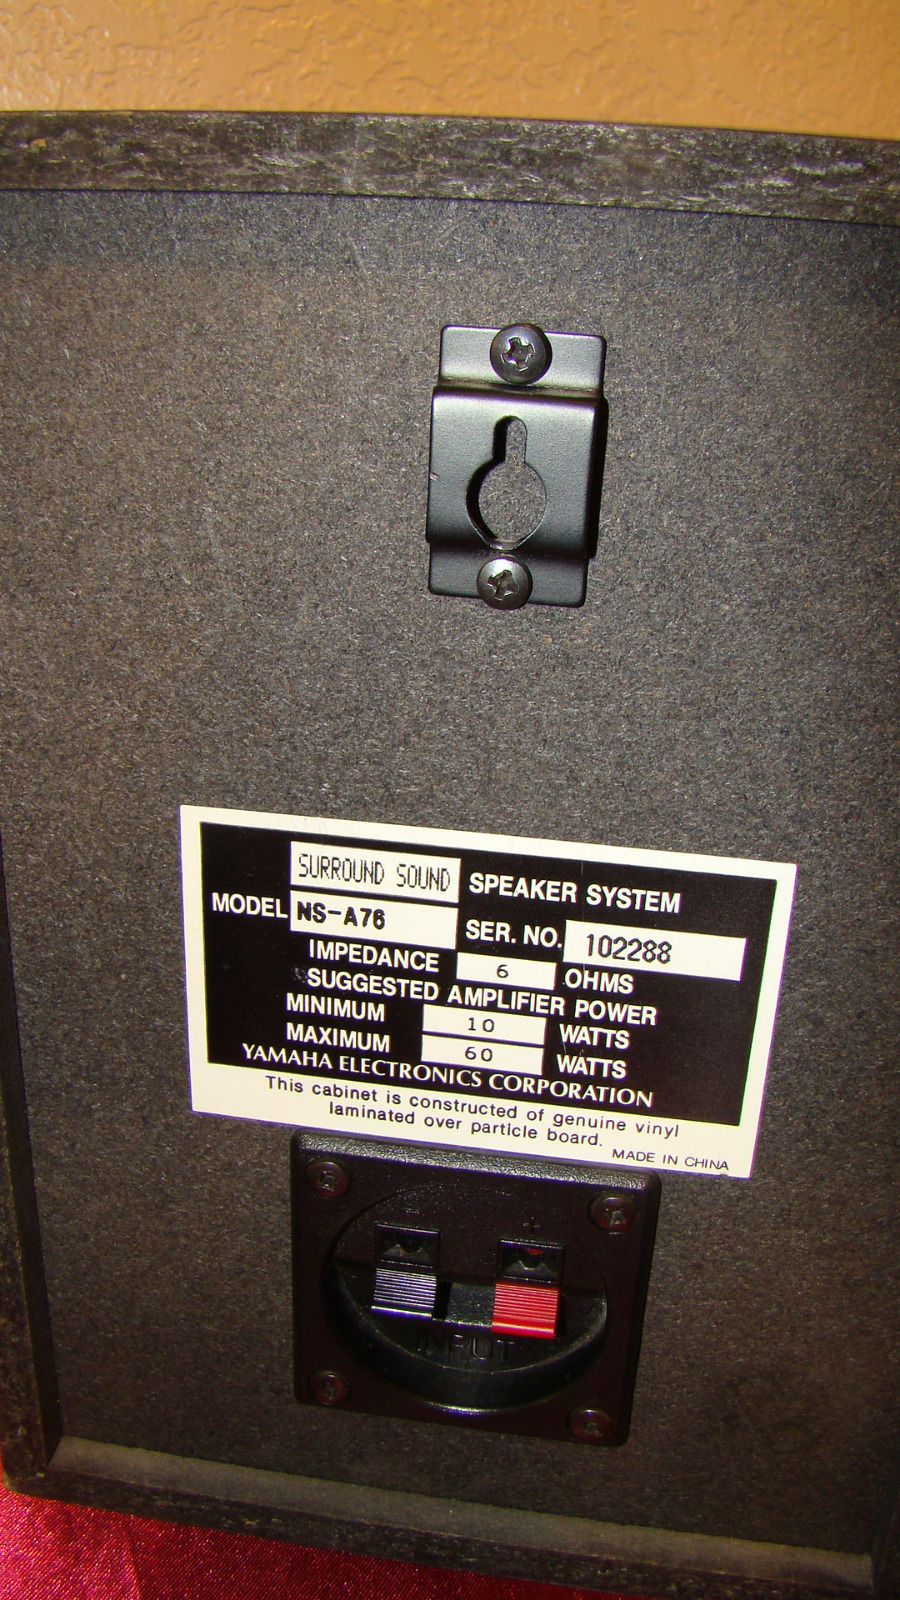 SURROUND SOUND SPEAKER SYSTEM
MODEL NS-A76 SER. NO. 102288
IMPEDANCE 6 OHMS
SUGGESTED AMPLIFIER POWER
MINIMUM 10 WATTS
MAXIMUM 60 WATTS
YAMAHA ELECTRONICS CORPORATION
This cabinet is constructed of genuine vinyl
laminated over particle board.
MADE IN CHINA
- +
INPUT